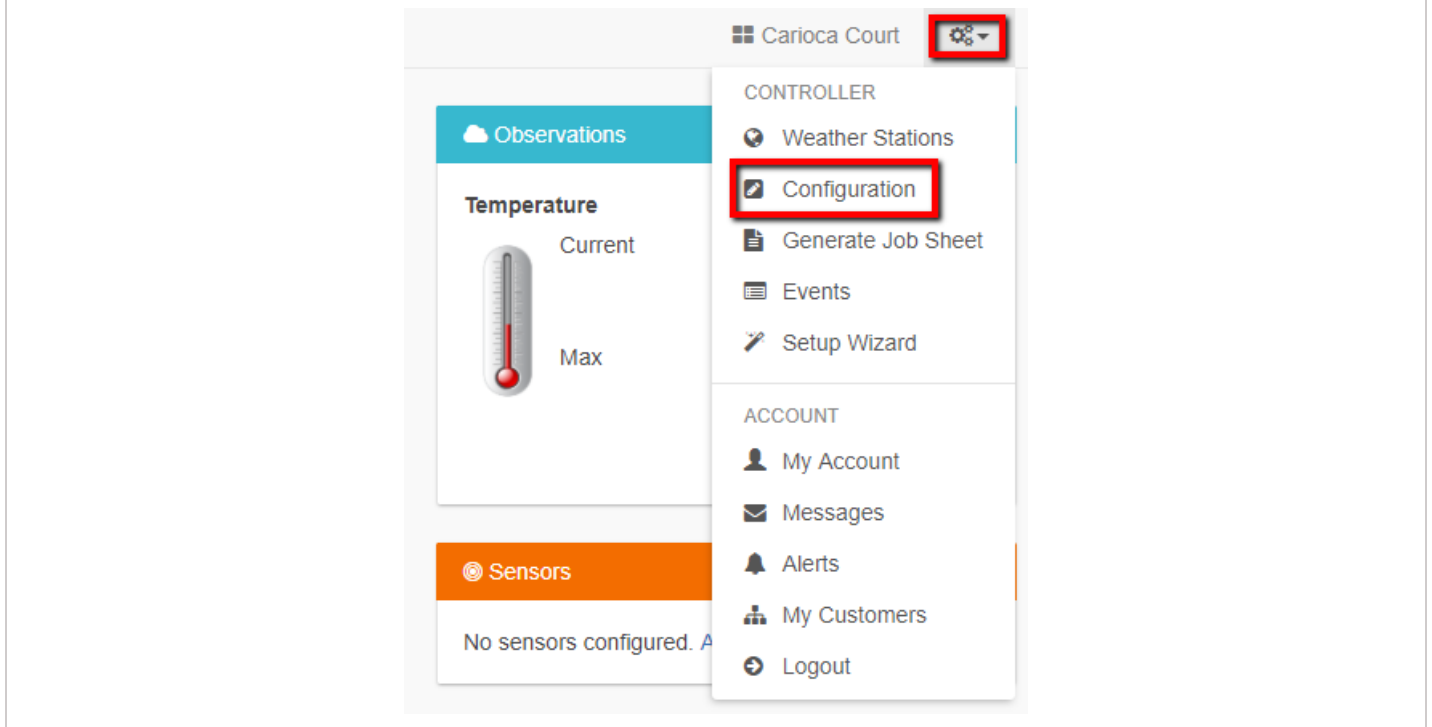 Carioca Court
CONTROLLER
Weather Stations
Configuration
Generate Job Sheet
Events
Setup Wizard
ACCOUNT
My Account
Messages
Alerts
My Customers
Logout
Observations
Temperature
Current
Max
Sensors
No sensors configured. A